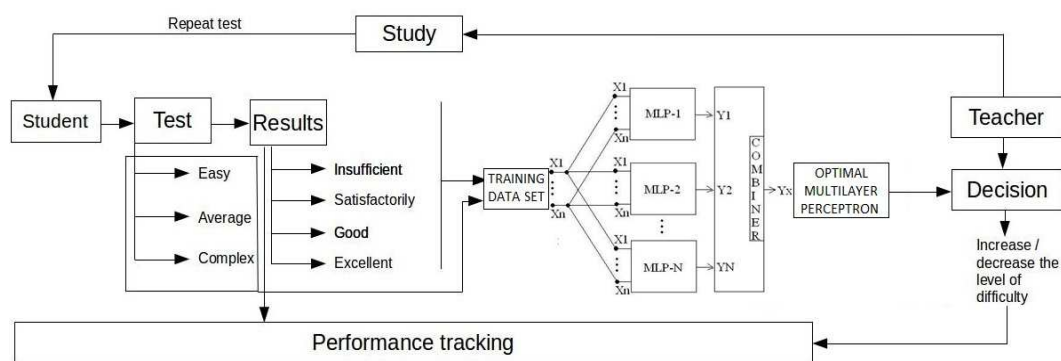 Repeat test
Study
Student
Test
Results
Easy
Average
Complex
Insufficient
Satisfactorily
Good
Excellent
TRAINING
DATA SET
X1
Xn
X1
Xn
MLP-1
X1
Xn
MLP-2
X1
Xn
MLP-N
Y1
Y2
YN
COMBINER
Yx
OPTIMAL
MULTILAYER
PERCEPTRON
Teacher
Decision
Increase /
decrease the
level of
difficulty
Performance tracking